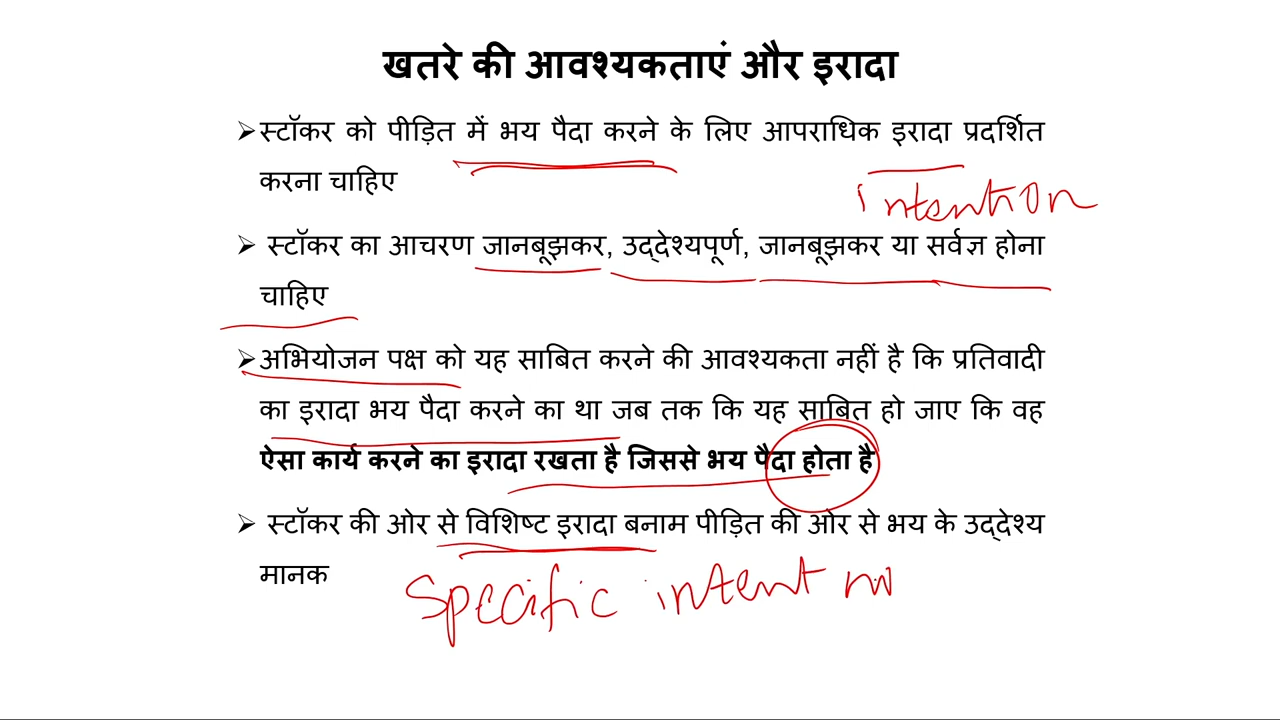 खतरे की आवश्यकताएं और इरादा
➢स्टॉकर को पीड़ित में भय पैदा करने के लिए आपराधिक इरादा प्रदर्शित
करना चाहिए
intention
➢ स्टॉकर का आचरण जानबूझकर, उद्देश्यपूर्ण, जानबूझकर या सर्वज्ञ होना
चाहिए
➢अभियोजन पक्ष को यह साबित करने की आवश्यकता नहीं है कि प्रतिवादी
का इरादा भय पैदा करने का था जब तक कि यह साबित हो जाए कि वह
ऐसा कार्य करने का इरादा रखता है जिससे भय पैदा होता है
➢ स्टॉकर की ओर से विशिष्ट इरादा बनाम पीड़ित की ओर से भय के उद्देश्य
मानक
Specific intent